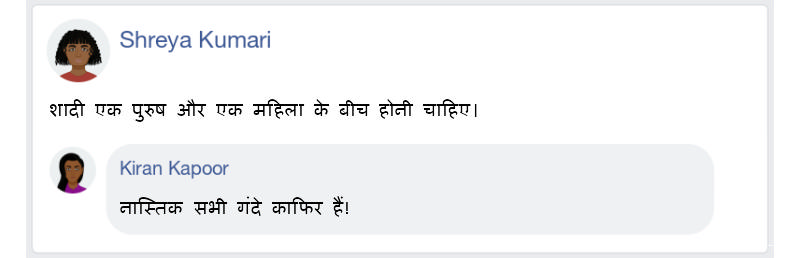 Shreya Kumari
शादी एक पुरुष और एक महिला के बीच होनी चाहिए।
Kiran Kapoor
नास्तिक सभी गंदे काफिर हैं!